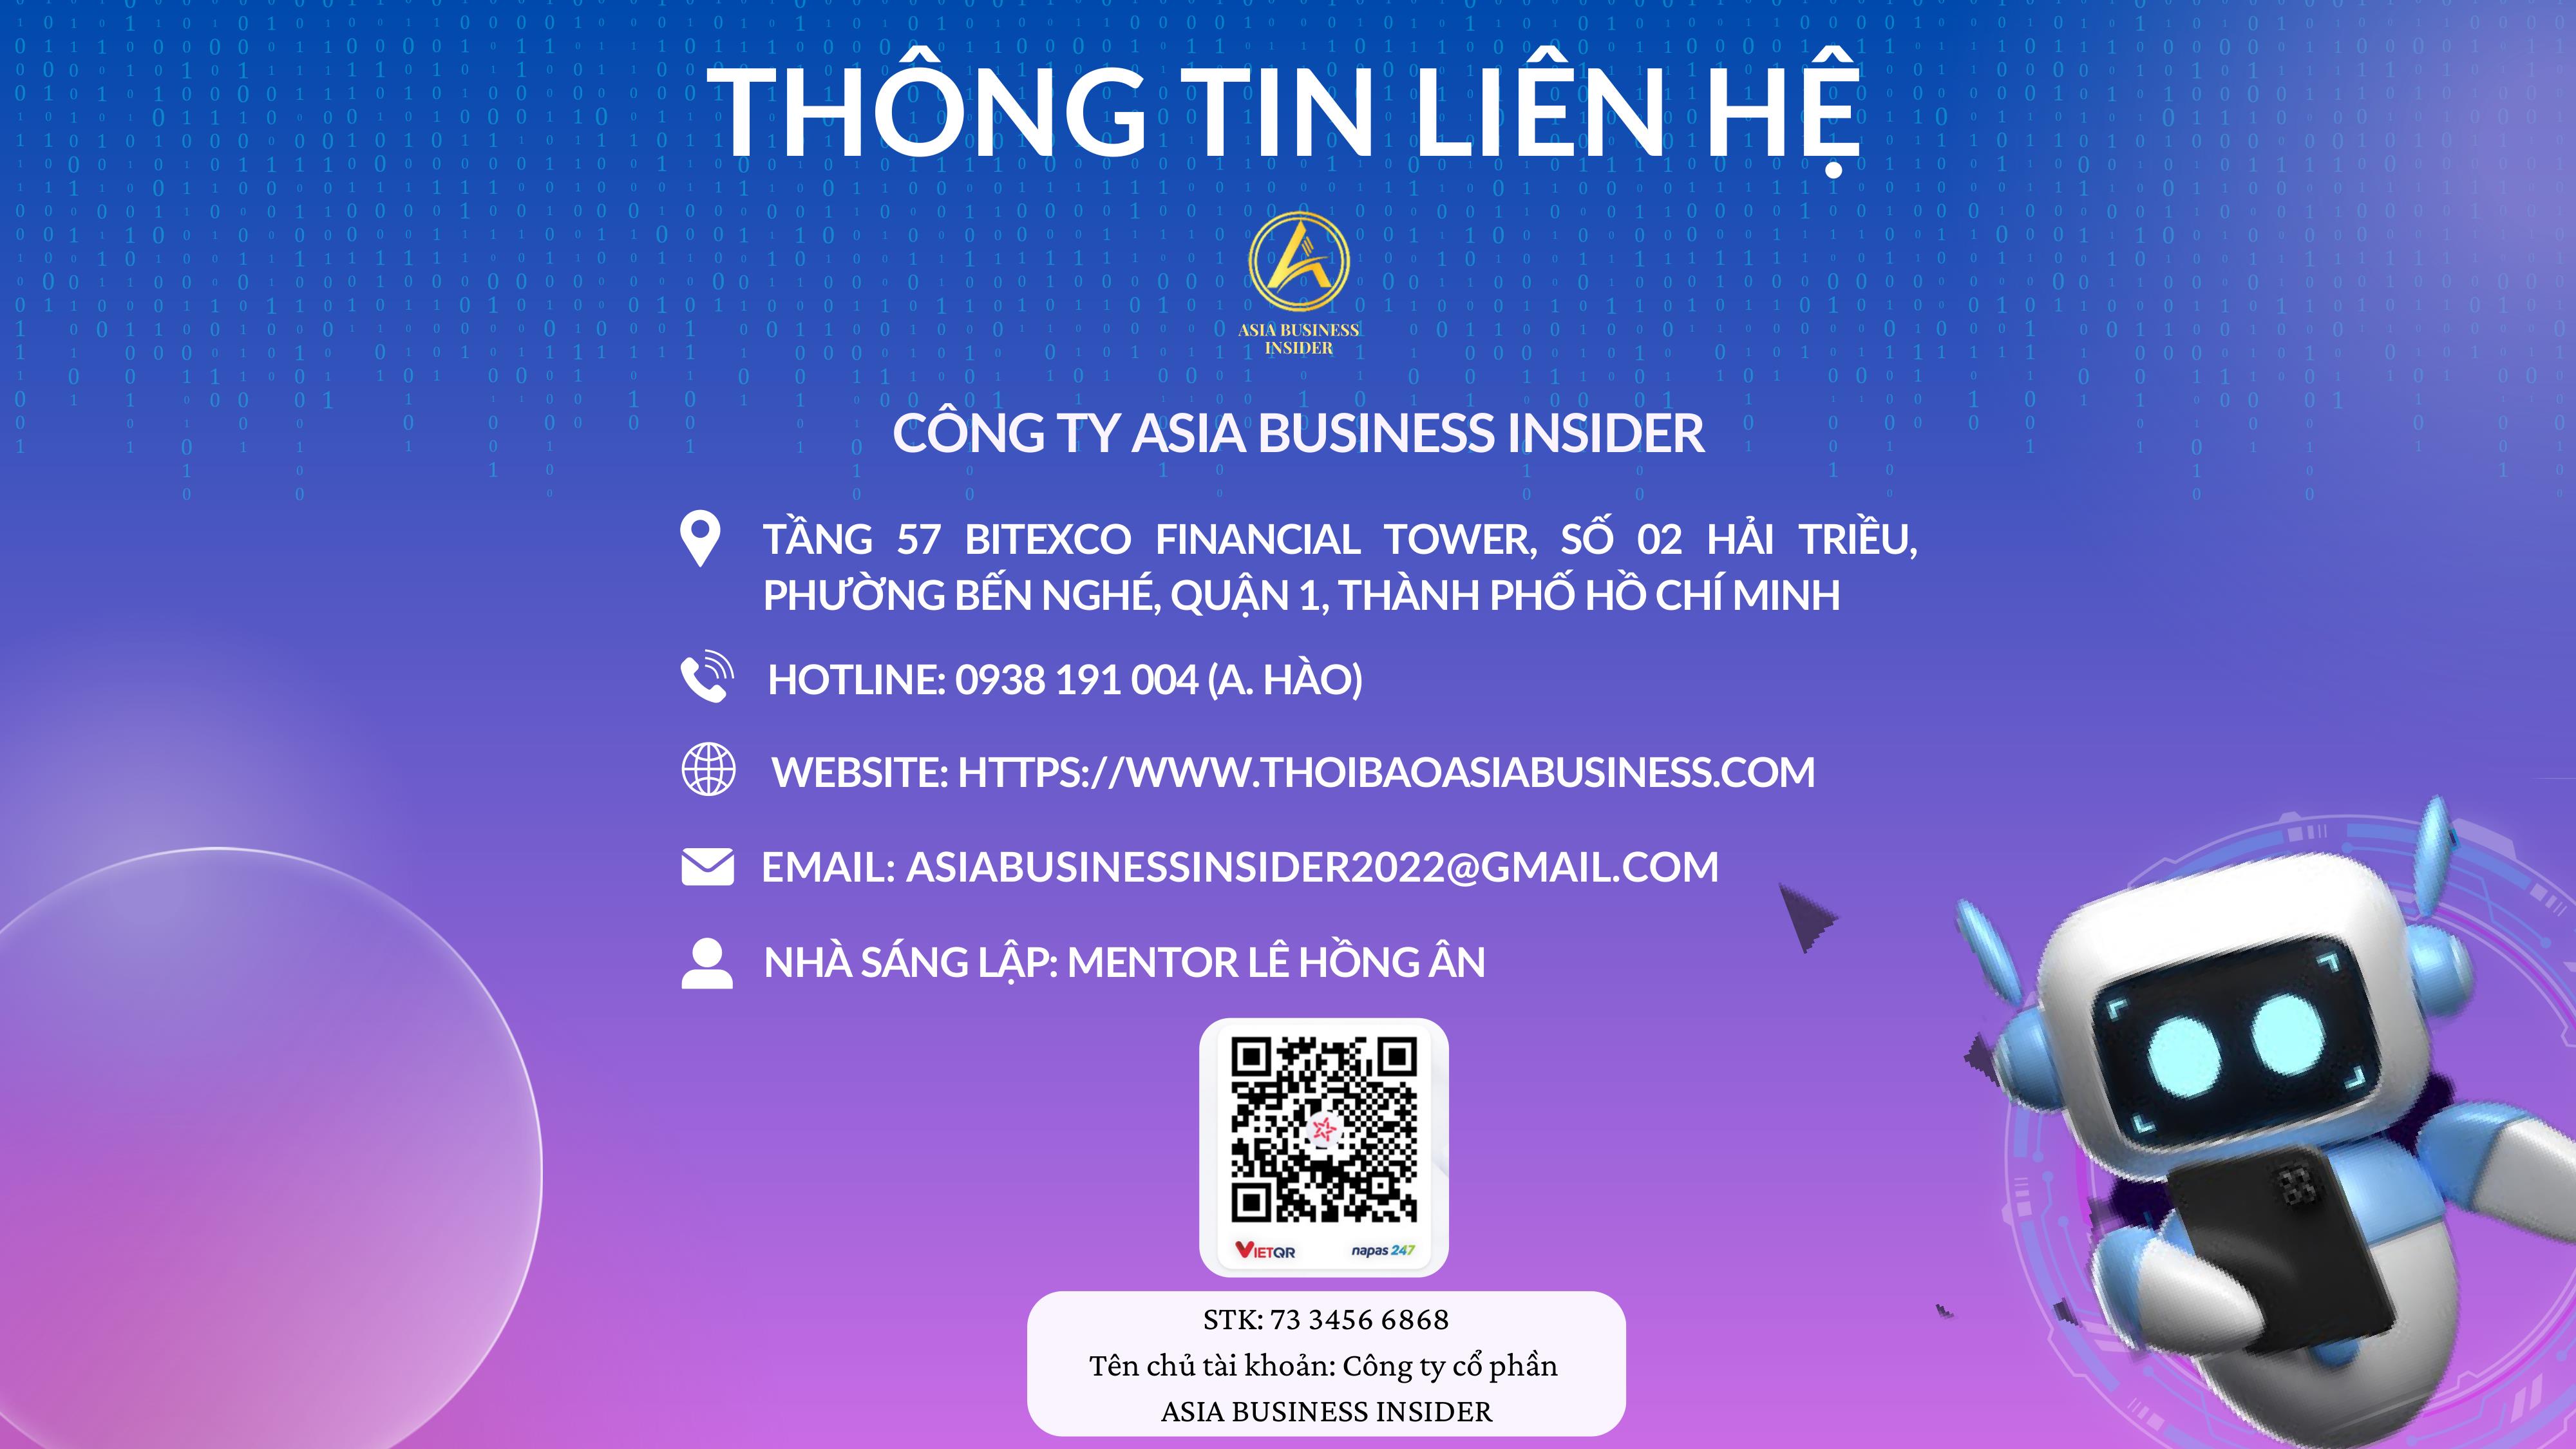 THÔNG TIN LIÊN HỆ
ASIA BUSINESS
INSIDER
CÔNG TY ASIA BUSINESS INSIDER
TẦNG 57 BITEXCO FINANCIAL TOWER, SỐ 02 HẢI TRIỀU,
PHƯỜNG BẾN NGHÉ, QUẬN 1, THÀNH PHỐ HỒ CHÍ MINH
HOTLINE: 0938 191 004 (A. HÀO)
WEBSITE: HTTPS://WWW.THOIBAOASIABUSINESS.COM
EMAIL: ASIABUSINESSINSIDER2022@GMAIL.COM
NHÀ SÁNG LẬP: MENTOR LÊ HỒNG ÂN
VIETQR napas 247
STK: 73 3456 6868
Tên chủ tài khoản: Công ty cổ phần
ASIA BUSINESS INSIDER